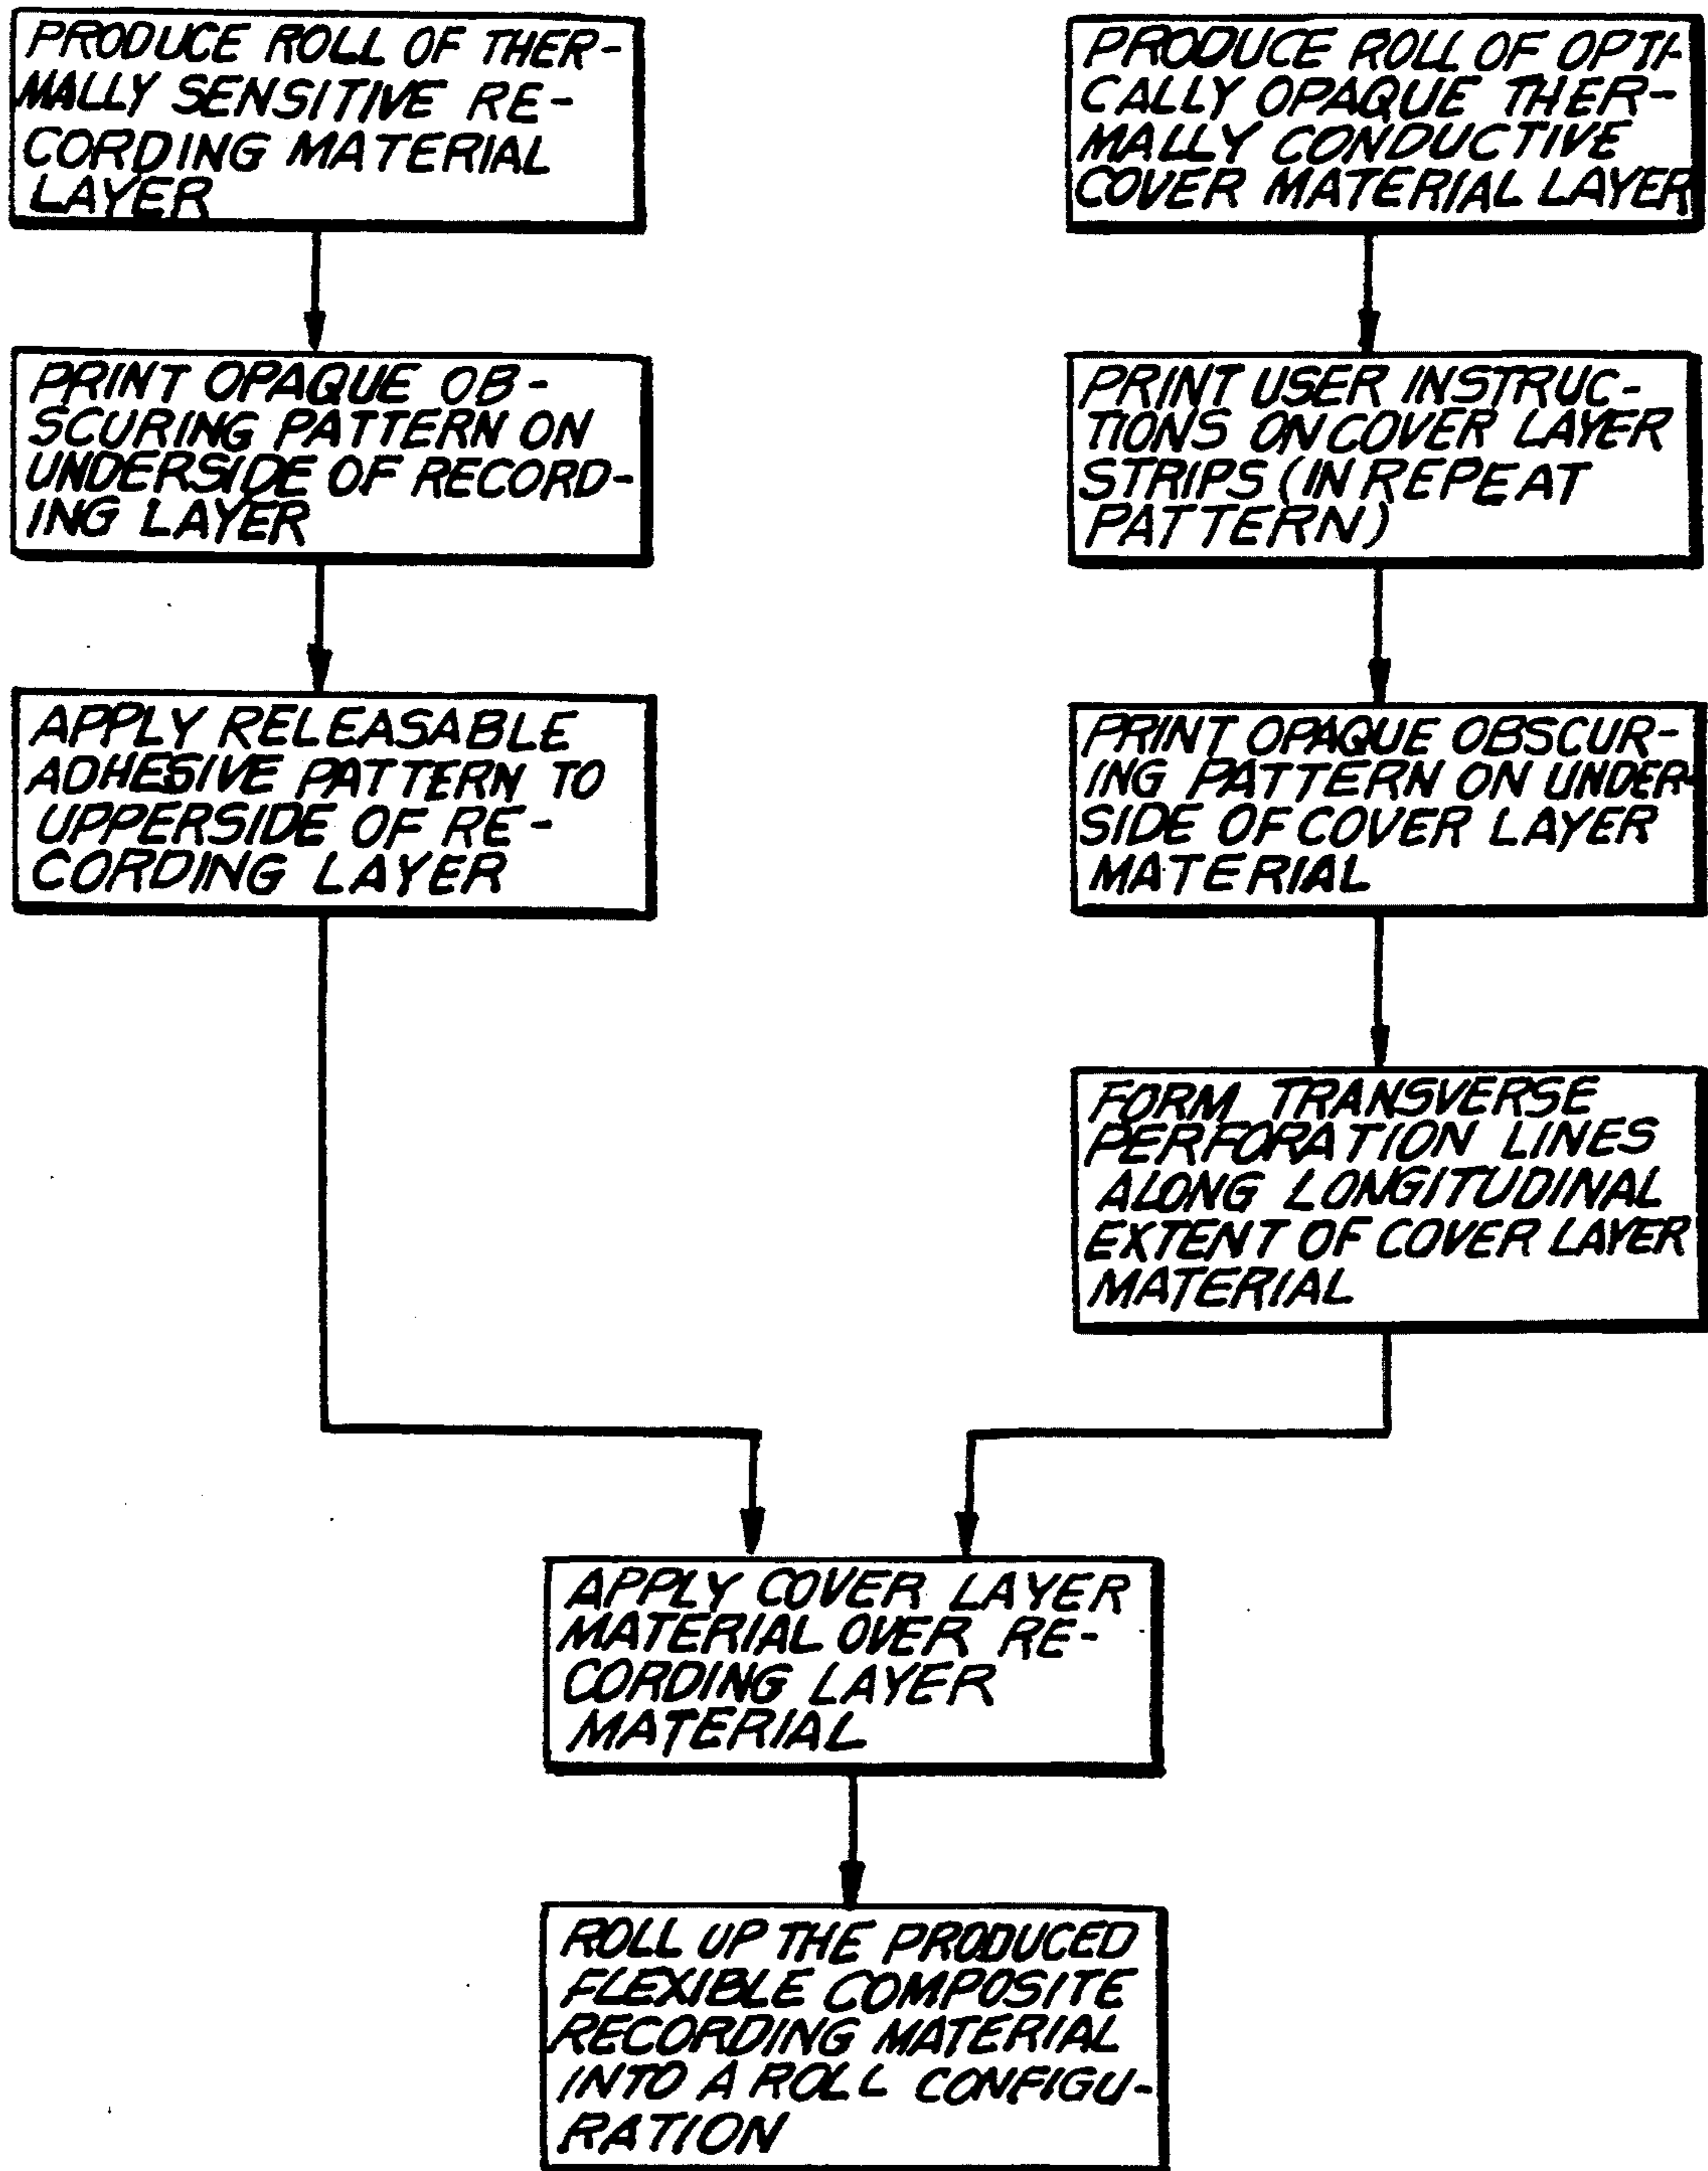 PRODUCE ROLL OF THER-
MALLY SENSITIVE RE-
CORDING MATERIAL
LAYER
PRINT OPAQUE OB-
SCURING PATTERN ON
UNDERSIDE OF RECORD-
ING LAYER
APPLY RELEASABLE
ADHESIVE PATTERN TO
UPPERSIDE OF RE-
CORDING LAYER
PRODUCE ROLL OF OPTI-
CALLY OPAQUE THER-
MALLY CONDUCTIVE
COVER MATERIAL LAYER
PRINT USER INSTRUC-
TIONS ON COVER LAYER
STRIPS (IN REPEAT
PATTERN)
PRINT OPAQUE OBSCUR-
ING PATTERN ON UNDER-
SIDE OF COVER LAYER
MATERIAL
FORM TRANSVERSE
PERFORATION LINES
ALONG LONGITUDINAL
EXTENT OF COVER LAYER
MATERIAL
APPLY COVER LAYER
MATERIAL OVER RE-
CORDING LAYER
MATERIAL
ROLL UP THE PRODUCED
FLEXIBLE COMPOSITE
RECORDING MATERIAL
INTO A ROLL CONFIGU-
RATION